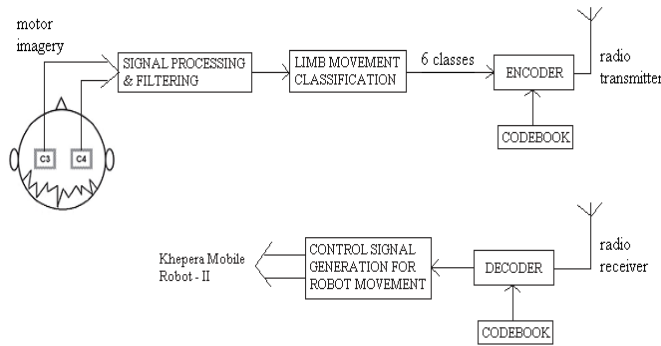 motor
imagery
C3
C4
SIGNAL PROCESSING
& FILTERING
LIMB MOVEMENT
CLASSIFICATION
6 classes
ENCODER
radio
transmitter
CODEBOOK
Khepera Mobile
Robot - II
CONTROL SIGNAL
GENERATION FOR
ROBOT MOVEMENT
DECODER
radio
receiver
CODEBOOK